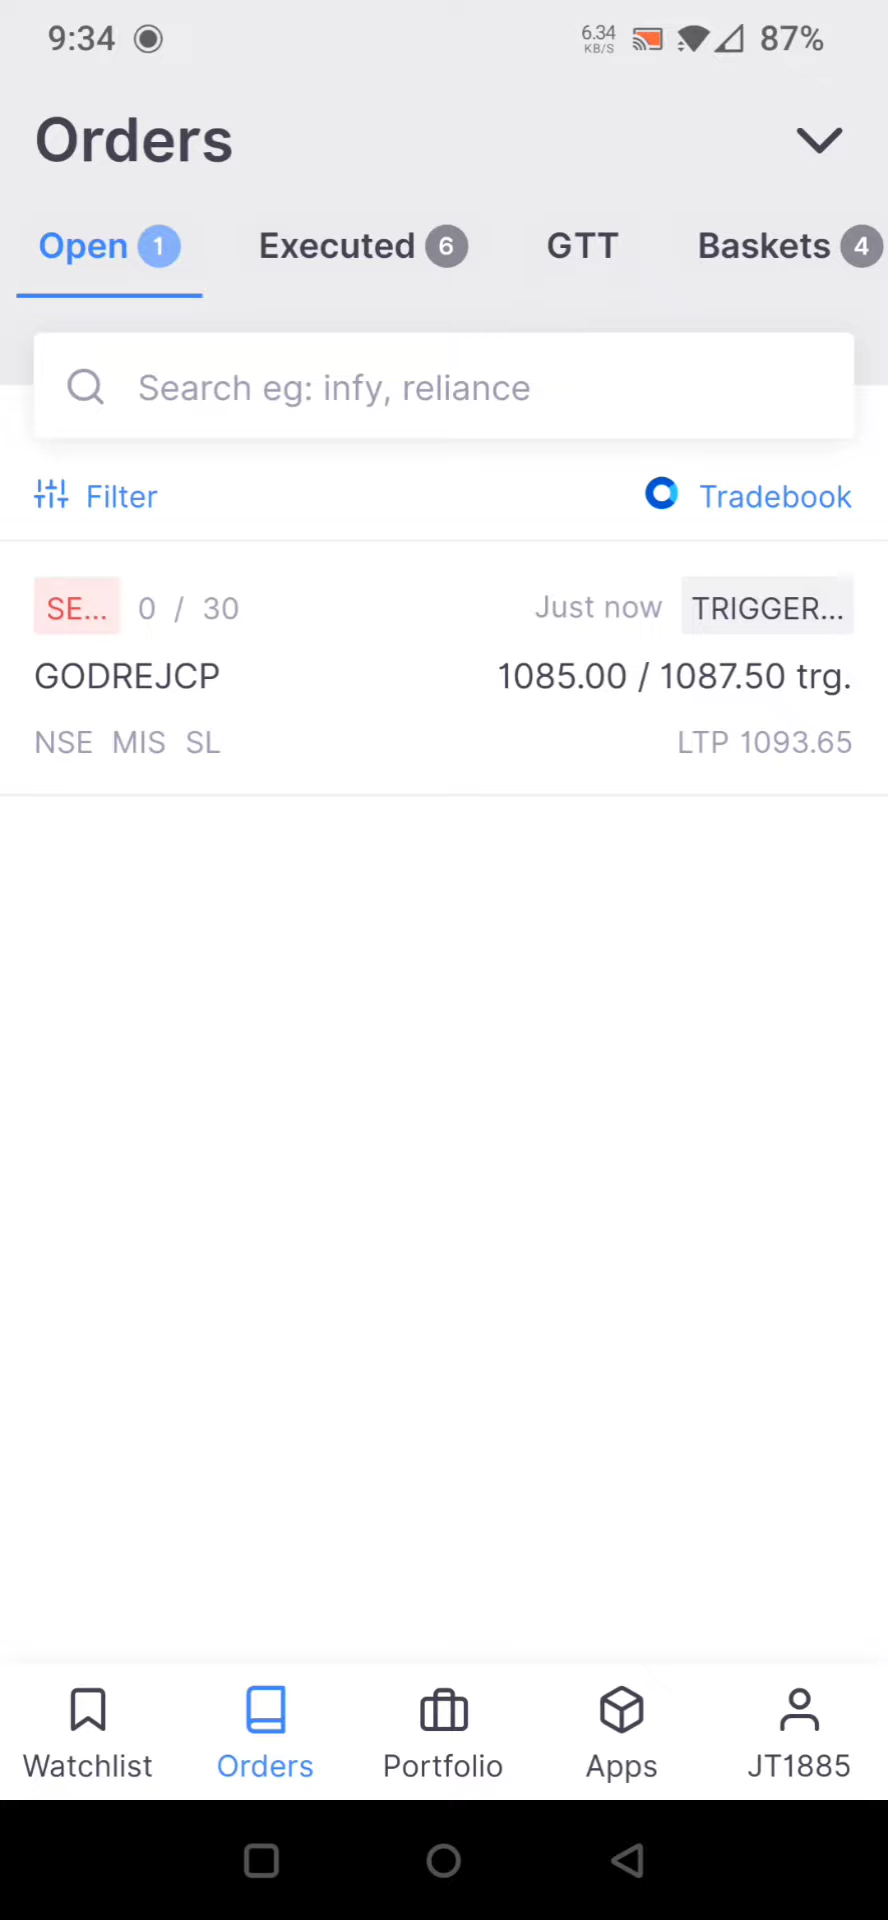 9:34 6.34 KB/S 87%
Orders
Open 1 Executed 6 GTT Baskets 4
Search eg: infy, reliance
Filter Tradebook
SE... 0 / 30 Just now TRIGGER...
GODREJCP 1085.00 / 1087.50 trg.
NSE MIS SL LTP 1093.65
Watchlist Orders Portfolio Apps JT1885